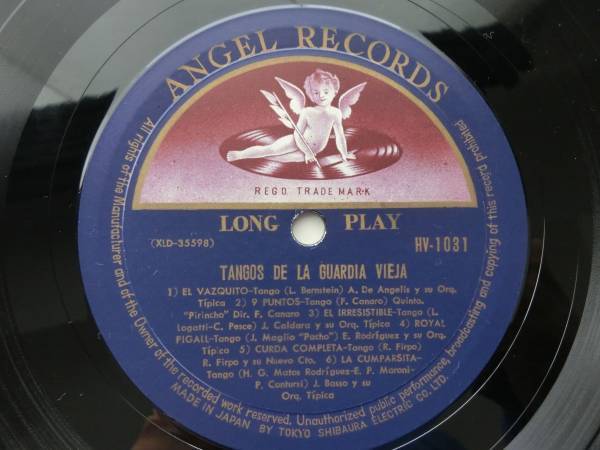 ANGEL RECORDS
REGD. TRADE MARK
LONG PLAY
(XLD-35598)
HV-1031
TANGOS DE LA GUARDIA VIEJA
1) EL VAZQUITO-Tango (L. Bernstein) A. De Angelis y su Orq.
Típica 2) 9 PUNTOS-Tango (F. Canaro) Quinto.
"Pirincho" Dir. F. Canaro 3) EL IRRESISTIBLE-Tango (L.
Logatti-C. Pesce) J. Caldara y su Orq. Típica 4) ROYAL
PIGALL-Tango (J. Maglio "Pacho") E. Rodríguez y su Orq.
Típica 5) CURDA COMPLETA-Tango (R. Firpo)
R. Firpo y su Nuevo Cto. 6) LA CUMPARSITA-
Tango (H. G. Matos Rodríguez-E. P. Maroni-
P. Contursi) J. Basso y su
Orq. Típica
All rights of the Manufacturer and of the Owner of the recorded work reserved. Unauthorized public performance, broadcasting and copying of this record prohibited
MADE IN JAPAN BY TOKYO SHIBAURA ELECTRIC CO. LTD.